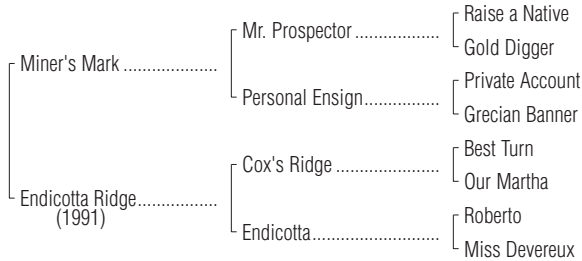 Raise a Native
Mr. Prospector ..................
Gold Digger
Miner's Mark ....................
Private Account
Personal Ensign................
Grecian Banner
Best Turn
Cox's Ridge ......................
Our Martha
Endicotta Ridge.................
(1991)
Roberto
Endicotta...........................
Miss Devereux